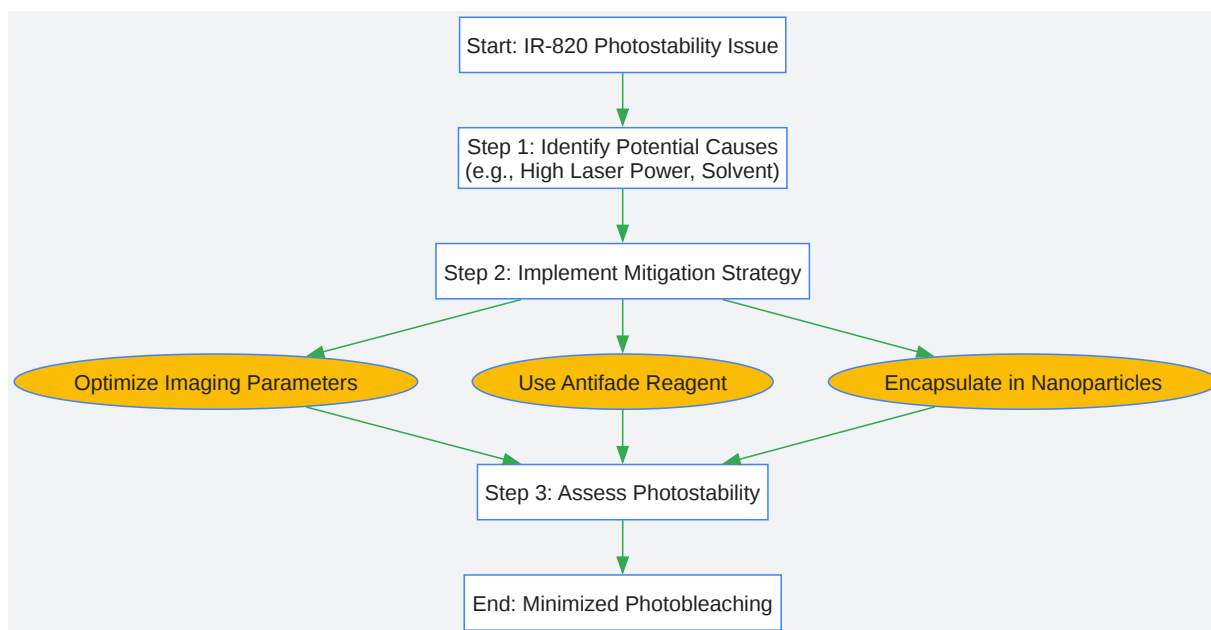 Start: IR-820 Photostability Issue
Step 1: Identify Potential Causes
(e.g., High Laser Power, Solvent)
Step 2: Implement Mitigation Strategy
Optimize Imaging Parameters
Use Antifade Reagent
Encapsulate in Nanoparticles
Step 3: Assess Photostability
End: Minimized Photobleaching